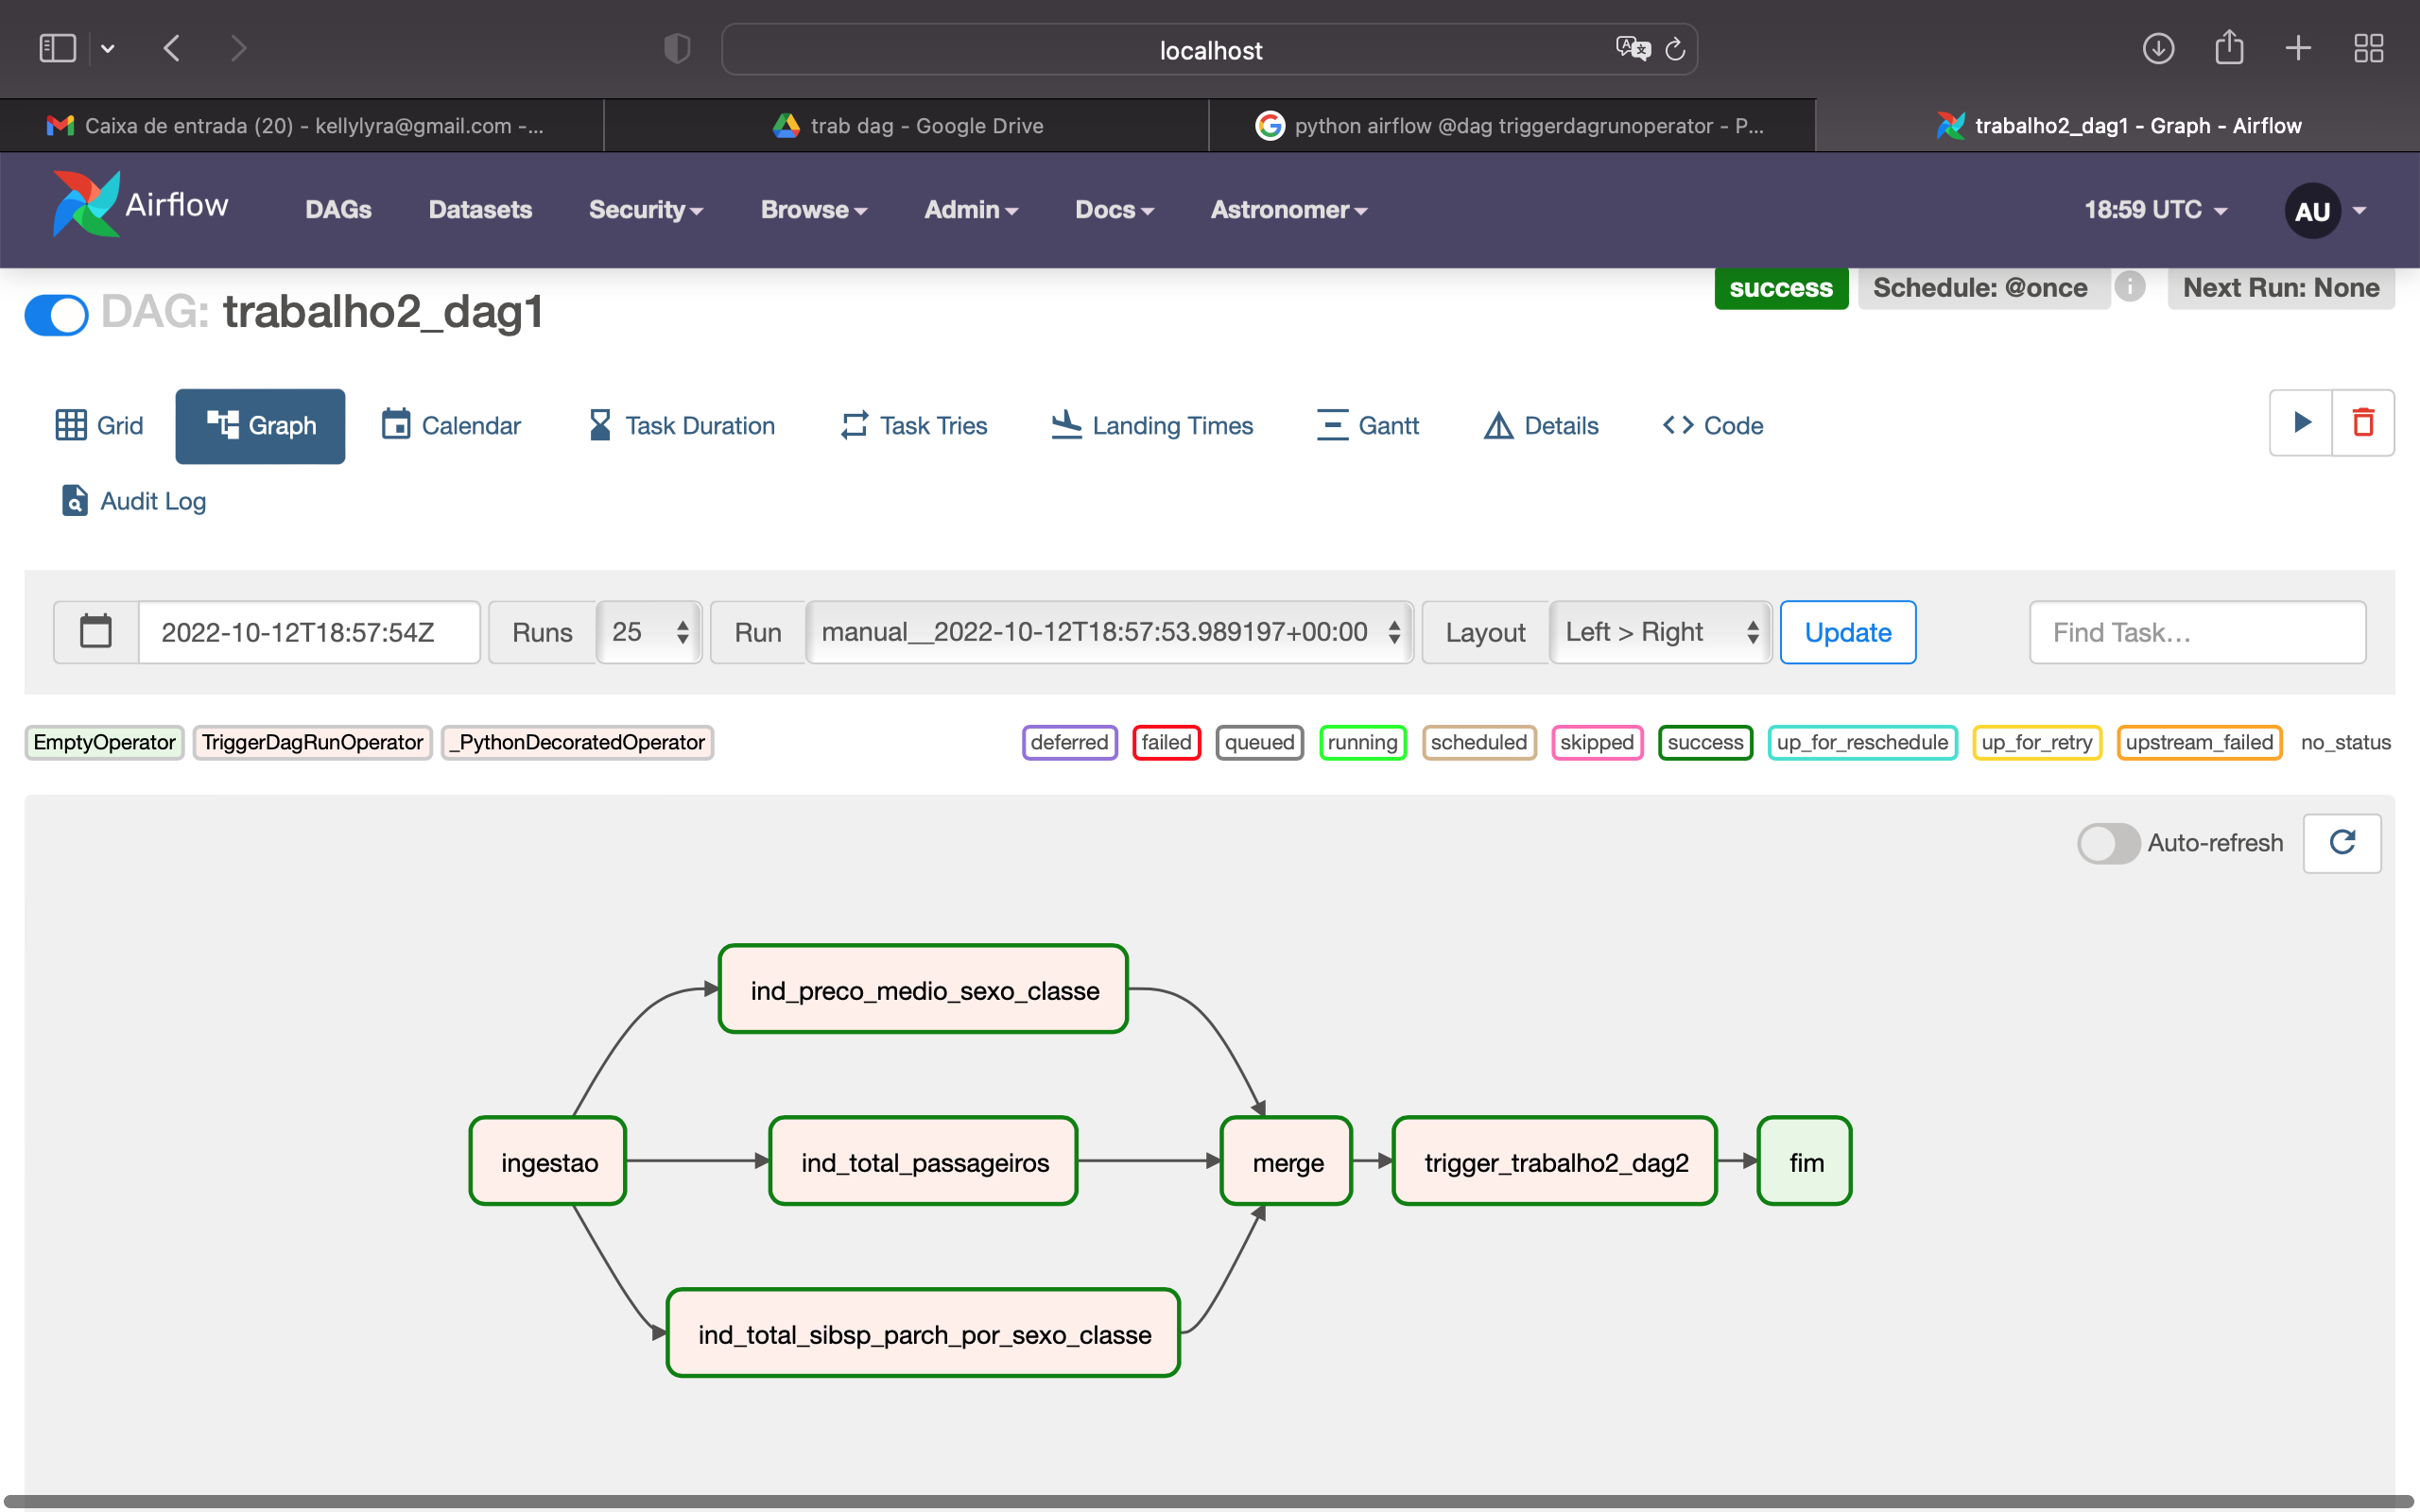 localhost
Caixa de entrada (20) - kellylyra@gmail.com -...
trab dag - Google Drive
python airflow @dag triggerdagrunoperator - P...
trabalho2_dag1 - Graph - Airflow
Airflow
DAGs
Datasets
Security
Browse
Admin
Docs
Astronomer
18:59 UTC
AU
DAG: trabalho2_dag1
success
Schedule: @once
Next Run: None
Grid
Graph
Calendar
Task Duration
Task Tries
Landing Times
Gantt
Details
Code
Audit Log
2022-10-12T18:57:54Z
Runs
25
Run
manual__2022-10-12T18:57:53.989197+00:00
Layout
Left > Right
Update
Find Task…
EmptyOperator
TriggerDagRunOperator
_PythonDecoratedOperator
deferred
failed
queued
running
scheduled
skipped
success
up_for_reschedule
up_for_retry
upstream_failed
no_status
Auto-refresh
ind_preco_medio_sexo_classe
ingestao
ind_total_passageiros
merge
trigger_trabalho2_dag2
fim
ind_total_sibsp_parch_por_sexo_classe